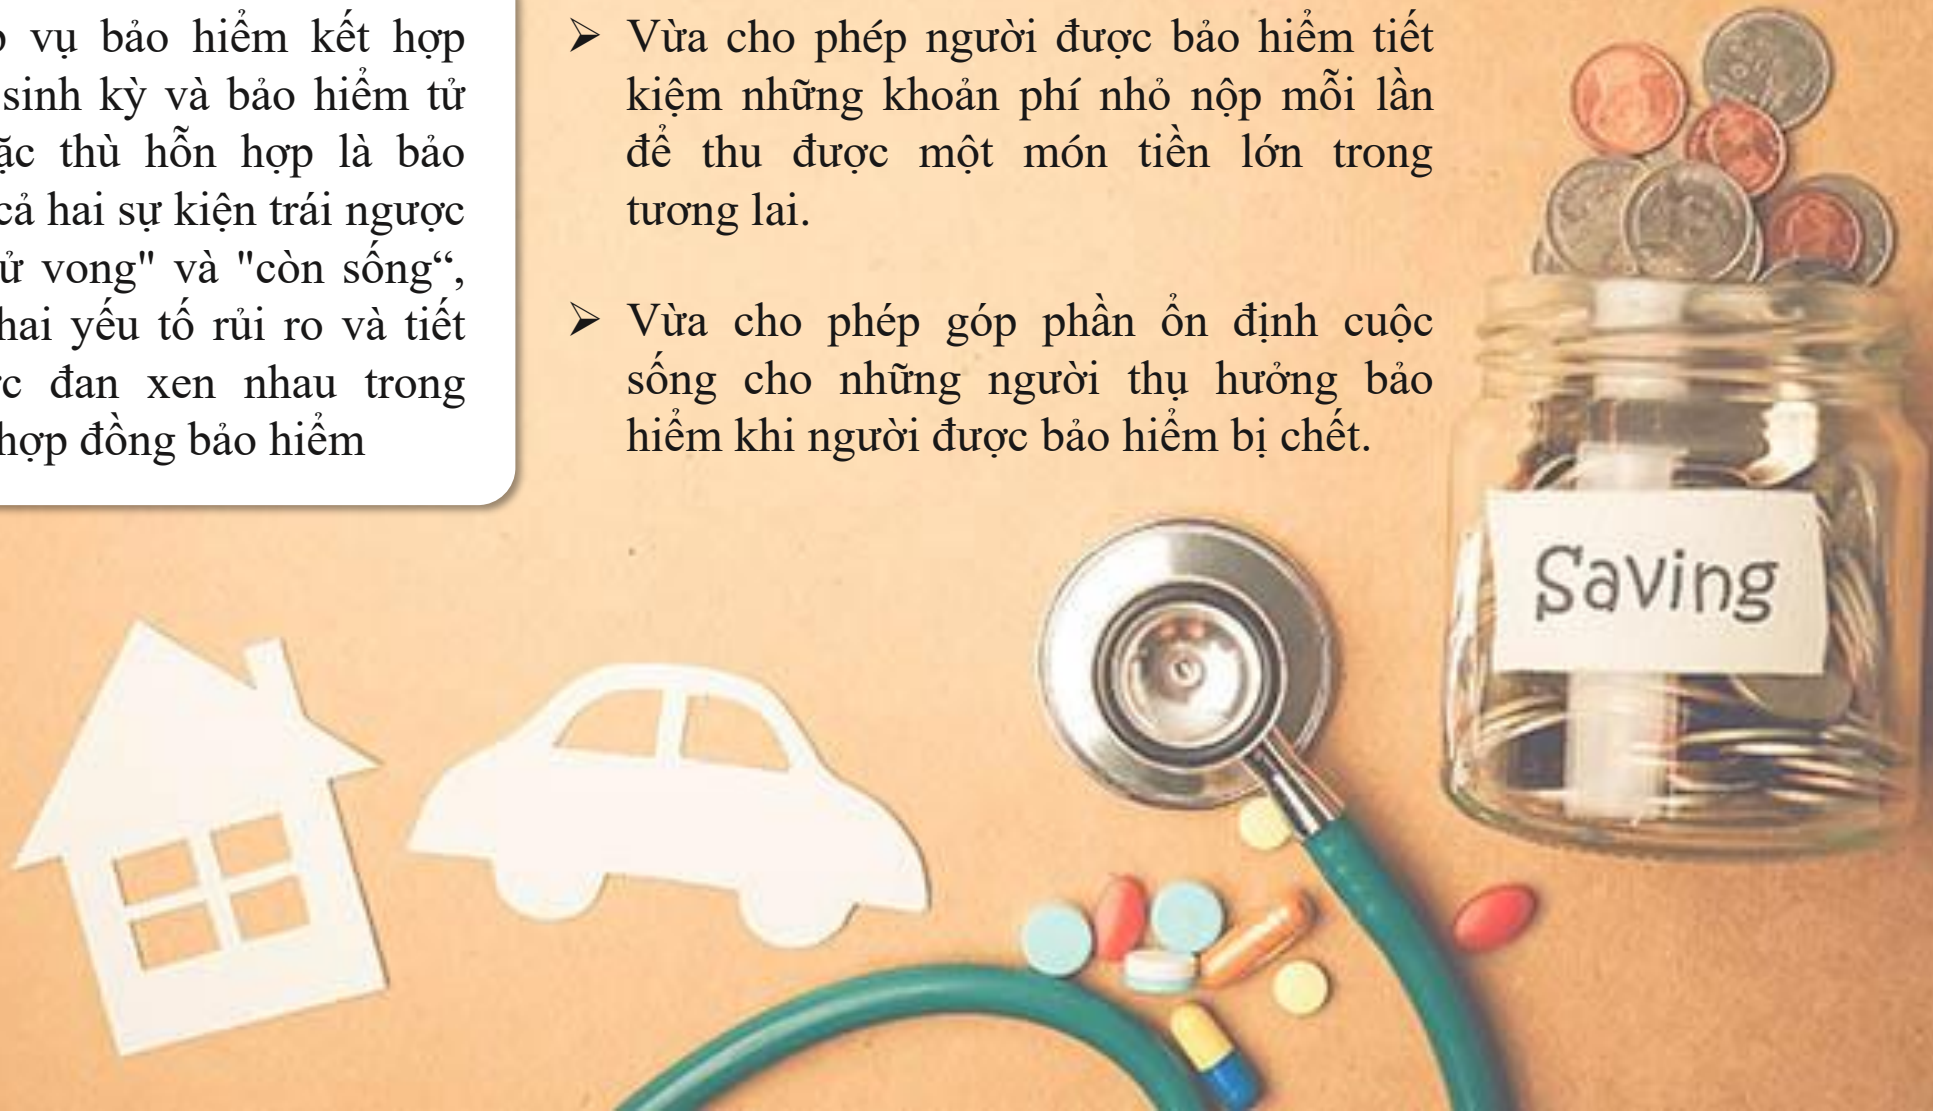 vụ bảo hiểm kết hợp
sinh kỳ và bảo hiểm tử
thù hỗn hợp là bảo
cả hai sự kiện trái ngược
vong" và "còn sống“,
hai yếu tố rủi ro và tiết
đan xen nhau trong
hợp đồng bảo hiểm
➢ Vừa cho phép người được bảo hiểm tiết
kiệm những khoản phí nhỏ nộp mỗi lần
để thu được một món tiền lớn trong
tương lai.
➢ Vừa cho phép góp phần ổn định cuộc
sống cho những người thụ hưởng bảo
hiểm khi người được bảo hiểm bị chết.
Saving